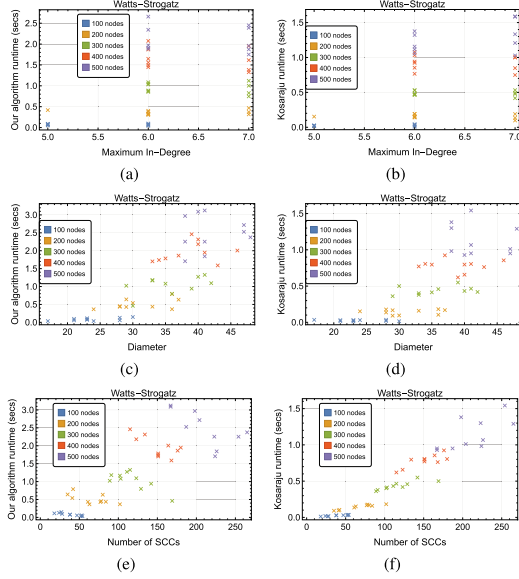 Watts−Strogatz
Our algorithm runtime (secs)
2.5
2.0
1.5
1.0
0.5
0.0
100 nodes
200 nodes
300 nodes
400 nodes
500 nodes
5.0
5.5
6.0
6.5
7.0
Maximum In−Degree
(a)
Watts−Strogatz
Kosaraju runtime (secs)
1.5
1.0
0.5
0.0
100 nodes
200 nodes
300 nodes
400 nodes
500 nodes
5.0
5.5
6.0
6.5
7.0
Maximum In−Degree
(b)
Watts−Strogatz
Our algorithm runtime (secs)
3.0
2.5
2.0
1.5
1.0
0.5
0.0
100 nodes
200 nodes
300 nodes
400 nodes
500 nodes
20
25
30
35
40
45
Diameter
(c)
Watts−Strogatz
Kosaraju runtime (secs)
1.5
1.0
0.5
0.0
100 nodes
200 nodes
300 nodes
400 nodes
500 nodes
20
25
30
35
40
45
Diameter
(d)
Watts−Strogatz
Our algorithm runtime (secs)
3.0
2.5
2.0
1.5
1.0
0.5
0.0
100 nodes
200 nodes
300 nodes
400 nodes
500 nodes
0
50
100
150
200
250
Number of SCCs
(e)
Watts−Strogatz
Kosaraju runtime (secs)
1.5
1.0
0.5
0.0
100 nodes
200 nodes
300 nodes
400 nodes
500 nodes
0
50
100
150
200
250
Number of SCCs
(f)